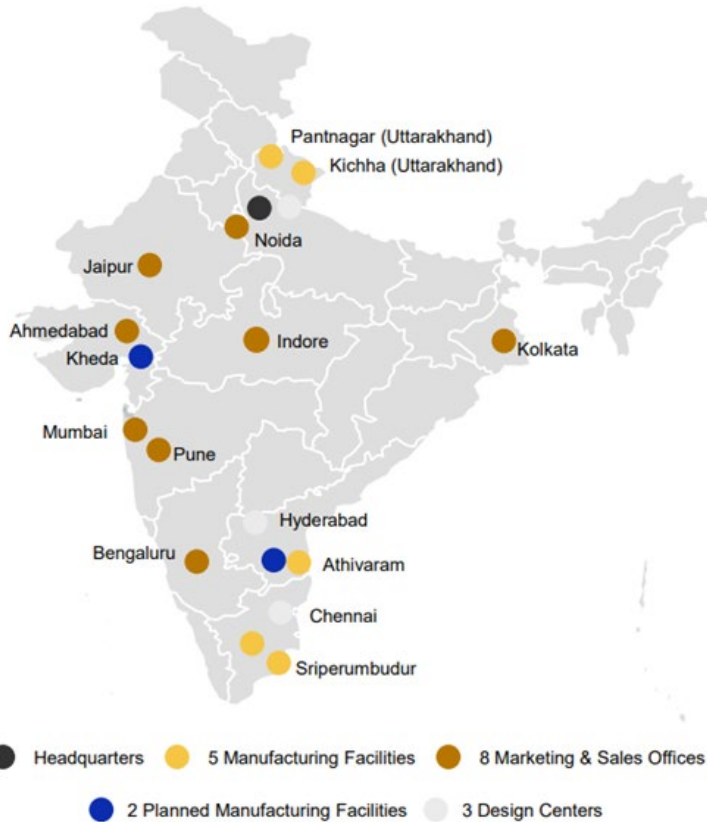 Pantnagar (Uttarakhand)
Kichha (Uttarakhand)
Noida
Jaipur
Ahmedabad
Indore
Kolkata
Kheda
Mumbai
Pune
Hyderabad
Bengaluru
Athivaram
Chennai
Sriperumbudur
Headquarters
5 Manufacturing Facilities
8 Marketing & Sales Offices
2 Planned Manufacturing Facilities
3 Design Centers